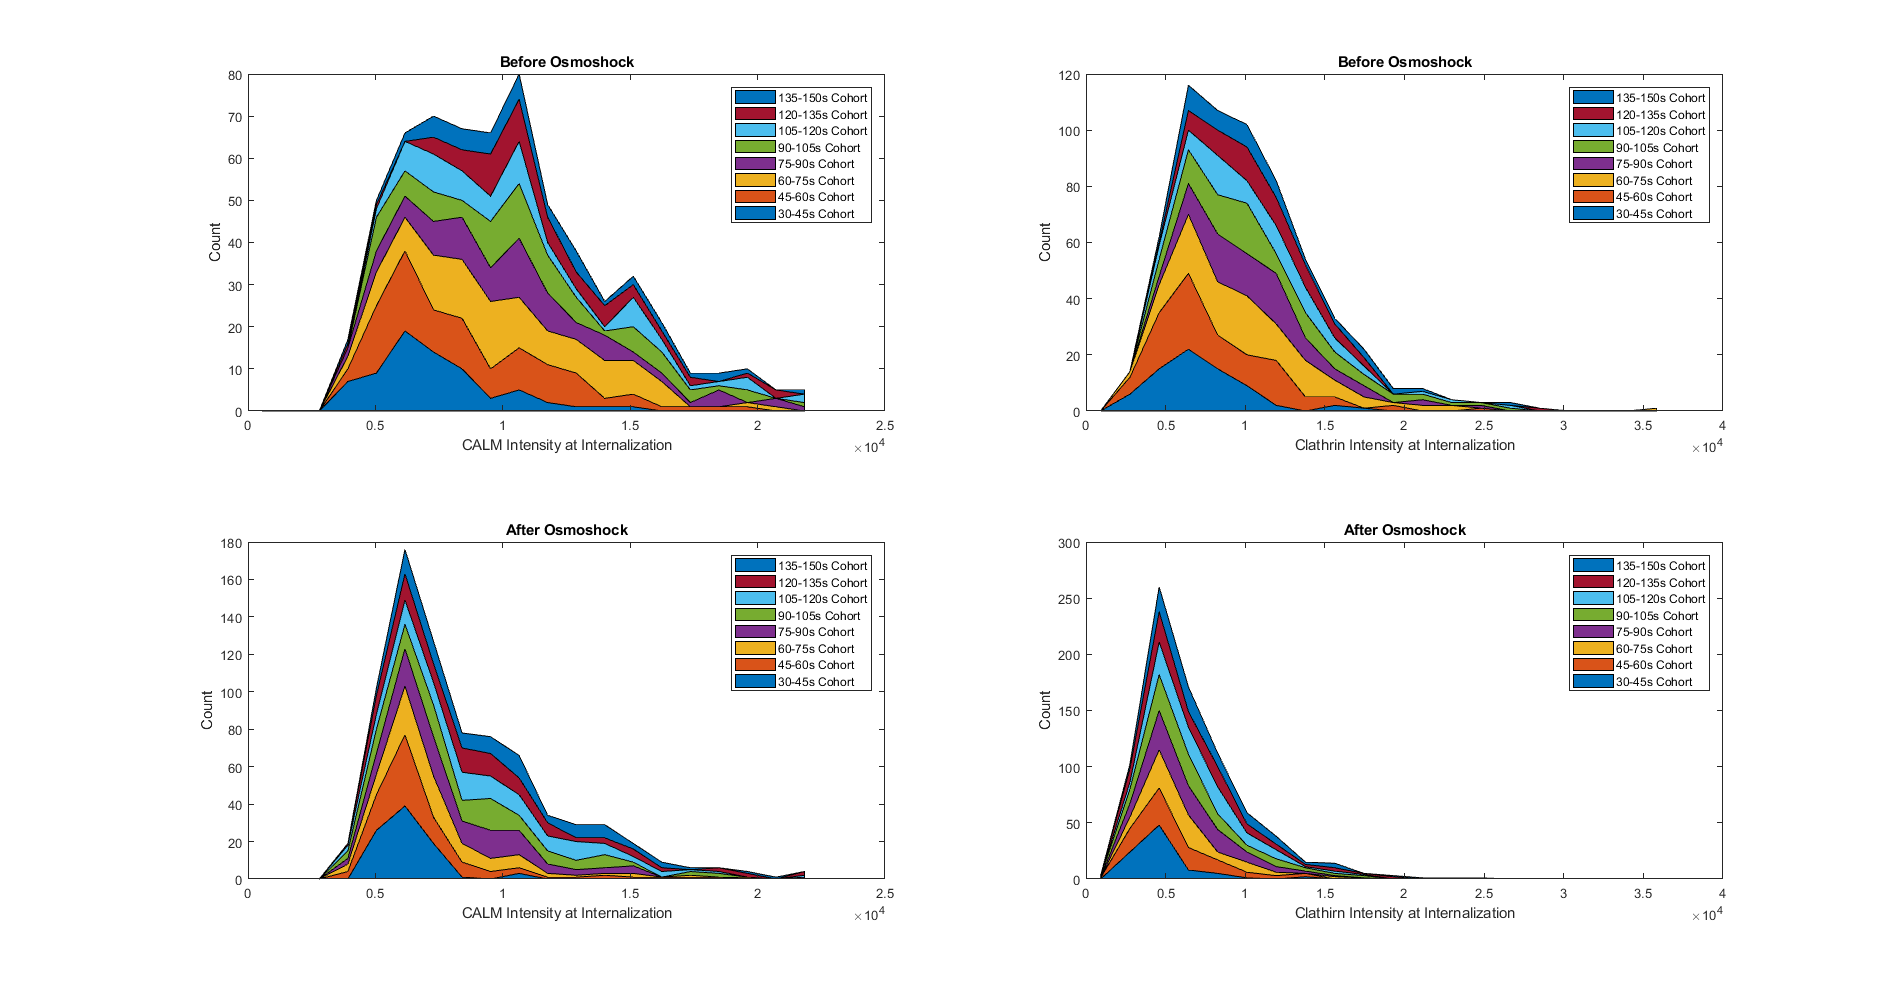 Before Osmoshock
80
70
60
50
40
30
20
10
0
Count
0
0.5
1
1.5
2
2.5
CALM Intensity at Internalization
×10⁴
135-150s Cohort
120-135s Cohort
105-120s Cohort
90-105s Cohort
75-90s Cohort
60-75s Cohort
45-60s Cohort
30-45s Cohort
Before Osmoshock
120
100
80
60
40
20
0
Count
0
0.5
1
1.5
2
2.5
3
3.5
4
Clathrin Intensity at Internalization
×10⁴
135-150s Cohort
120-135s Cohort
105-120s Cohort
90-105s Cohort
75-90s Cohort
60-75s Cohort
45-60s Cohort
30-45s Cohort
After Osmoshock
180
160
140
120
100
80
60
40
20
0
Count
0
0.5
1
1.5
2
2.5
CALM Intensity at Internalization
×10⁴
135-150s Cohort
120-135s Cohort
105-120s Cohort
90-105s Cohort
75-90s Cohort
60-75s Cohort
45-60s Cohort
30-45s Cohort
After Osmoshock
300
250
200
150
100
50
0
Count
0
0.5
1
1.5
2
2.5
3
3.5
4
Clathirn Intensity at Internalization
×10⁴
135-150s Cohort
120-135s Cohort
105-120s Cohort
90-105s Cohort
75-90s Cohort
60-75s Cohort
45-60s Cohort
30-45s Cohort